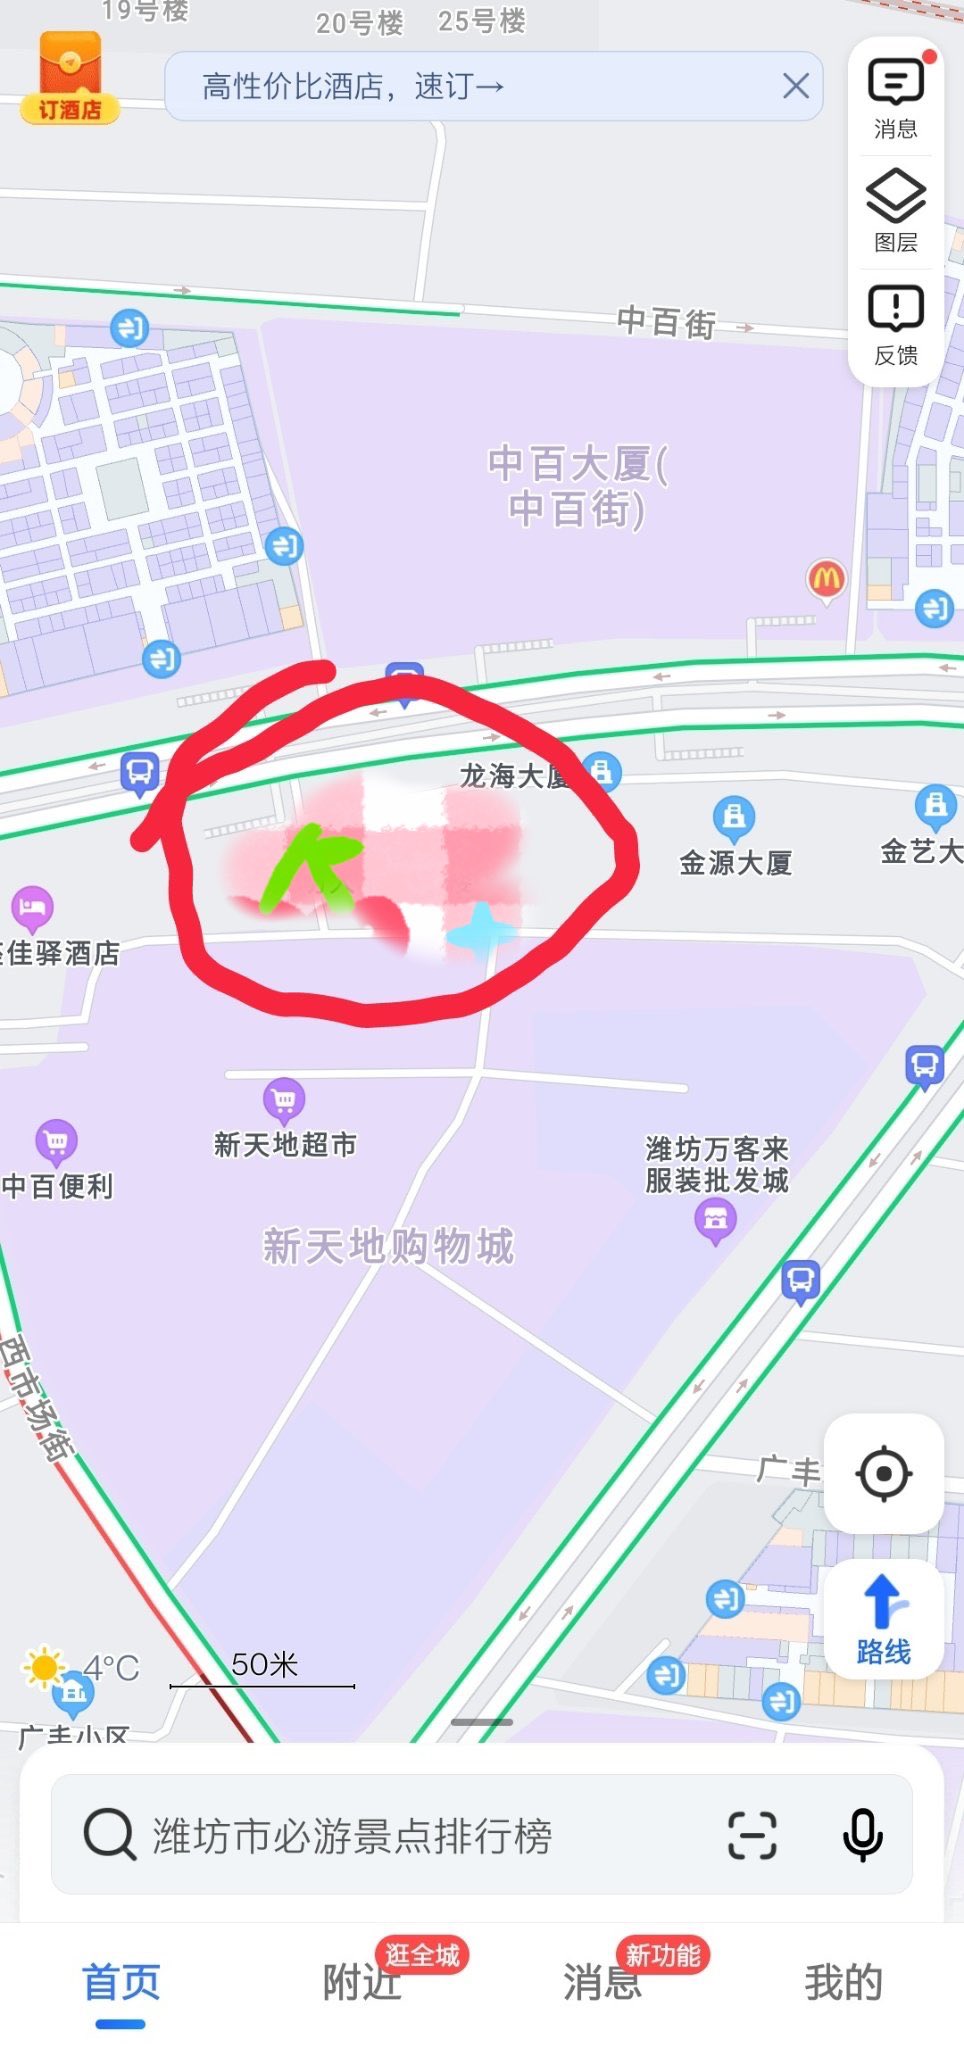 19号楼
20号楼
25号楼
订酒店
高性价比酒店，速订→
消息
图层
反馈
中百街
中百大厦(
中百街)
龙海大厦
金源大厦
金艺大
佳驿酒店
新天地超市
中百便利
潍坊万客来
服装批发城
新天地购物城
西市场街
广丰
路线
4°C
50米
广丰小区
潍坊市必游景点排行榜
首页
附近
逛全城
消息
新功能
我的